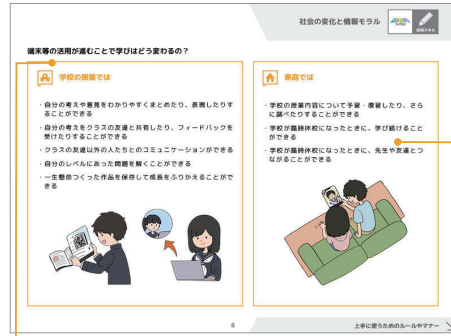 社会の変化と情報モラル
活用スキル
端末等の活用が進むことで学びはどう変わるの?
学校の授業では
・自分の考えや意見をわかりやすくまとめたり、表現したりす
ることができる
・自分の考えをクラスの友達と共有したり、フィードバックを
受けたりすることができる
・クラスの友達以外の人たちとのコミュニケーションができる
・自分のレベルにあった問題を解くことができる
・一生懸命つくった作品を保存して成長をふりかえることがで
きる
家庭では
・学校の授業内容について予習・復習したり、さら
に調べたりすることができる
・学校が臨時休校になったときに、学び続けること
ができる
・学校が臨時休校になったときに、先生や友達とつ
ながることができる
8
上手に使うためのルールやマナー